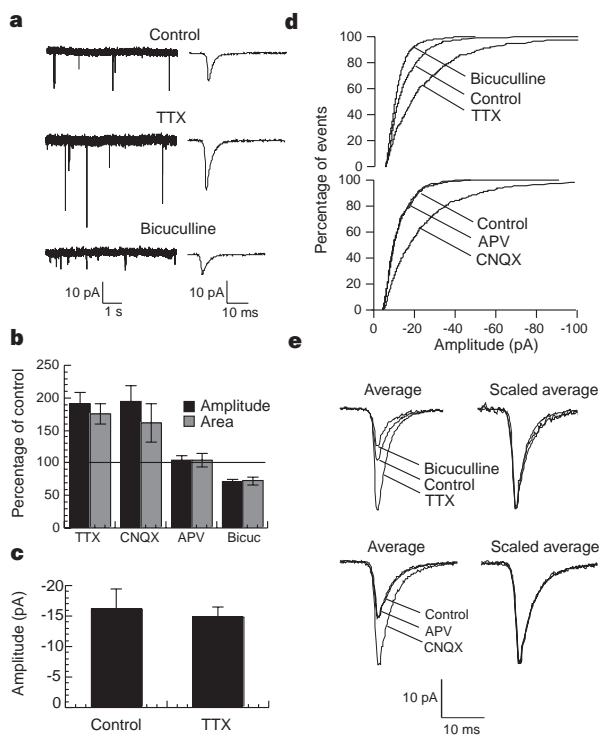 a
Control
TTX
Bicuculline
10 pA
1 s
10 pA
10 ms
b
Percentage of control
250
200
150
100
50
0
Amplitude
Area
TTX
CNQX
APV
Bicuc
c
Amplitude (pA)
-20
-15
-10
-5
0
Control
TTX
d
Percentage of events
100
80
60
40
20
0
Bicuculline
Control
TTX
100
80
60
40
20
0
Control
APV
CNQX
0
-20
-40
-60
-80
-100
Amplitude (pA)
e
Average
Scaled average
Bicuculline
Control
TTX
Average
Scaled average
Control
APV
CNQX
10 pA
10 ms